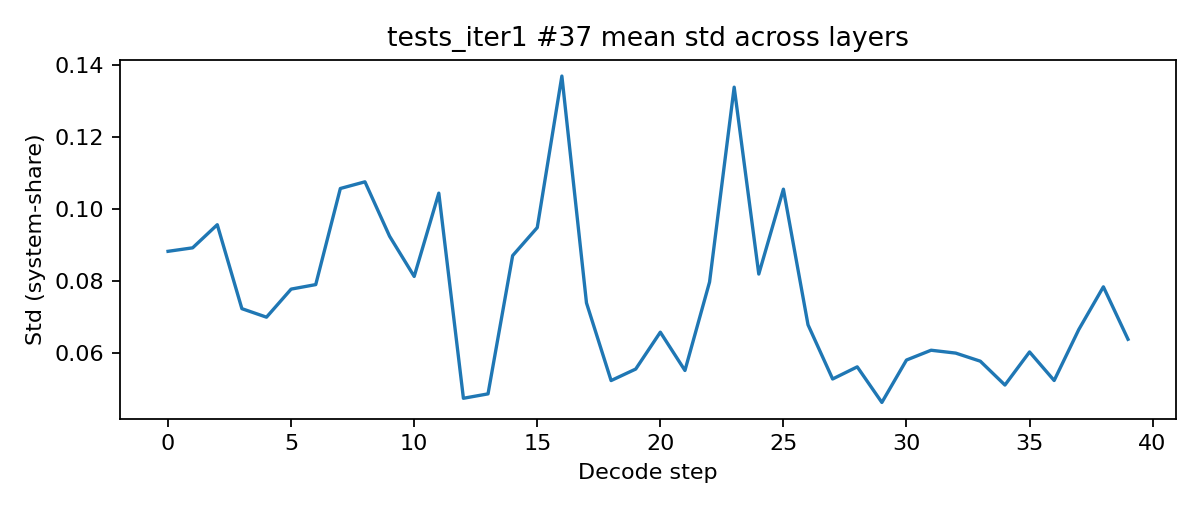 tests_iter1 #37 mean std across layers
0.14
0.12
0.10
0.08
0.06
Std (system-share)
0 5 10 15 20 25 30 35 40
Decode step